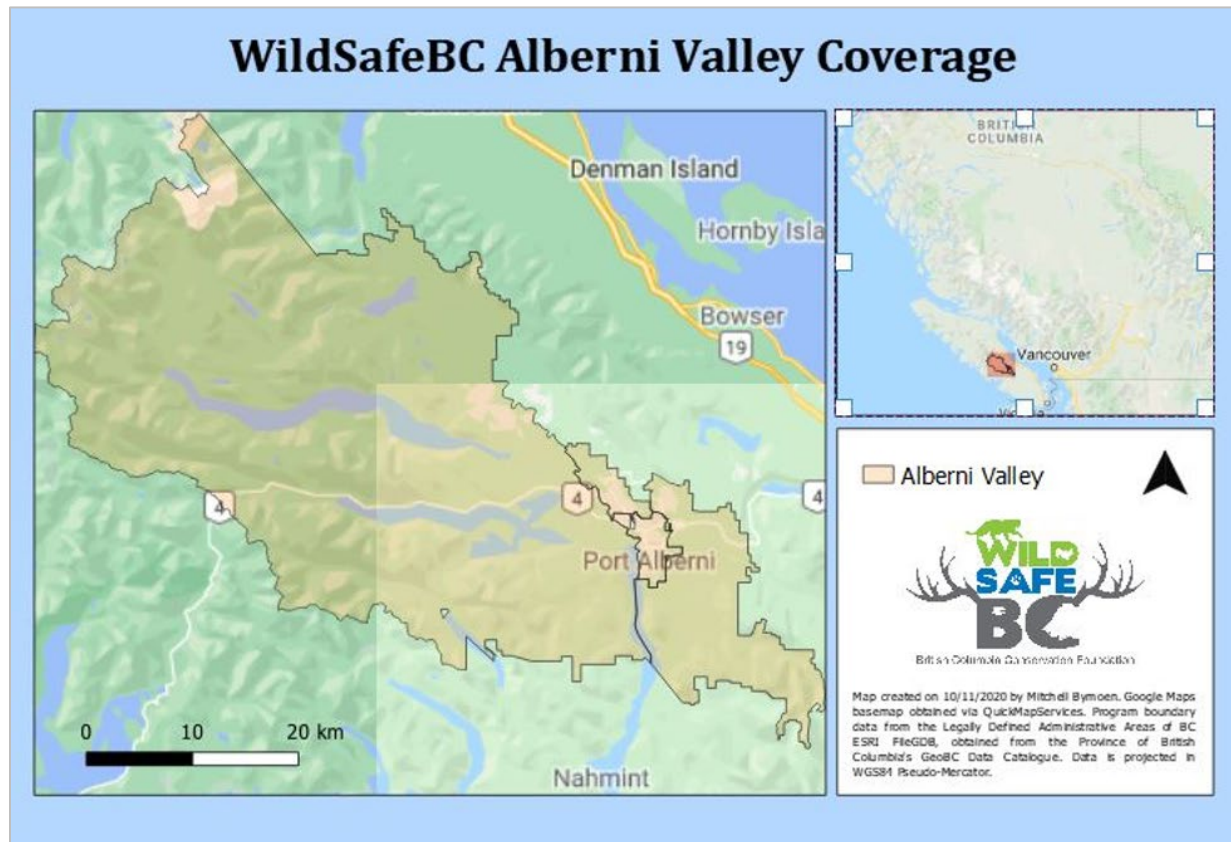 WildSafeBC Alberni Valley Coverage
Denman Island
Hornby Isla
Bowser
19
4
4
4
Port Alberni
Nahmint
0 10 20 km
BRITISH
COLUMBIA
Vancouver
Alberni Valley
WILD
SAFE
BC
British Columbia Conservation Foundation
Map created on 10/11/2020 by Mitchell Bymoen. Google Maps
basemap obtained via QuickMapServices. Program boundary
data from the Legally Defined Administrative Areas of BC
ESRI FileGDB, obtained from the Province of British
Columbia's GeoBC Data Catalogue. Data is projected in
WGS84 Pseudo-Mercator.